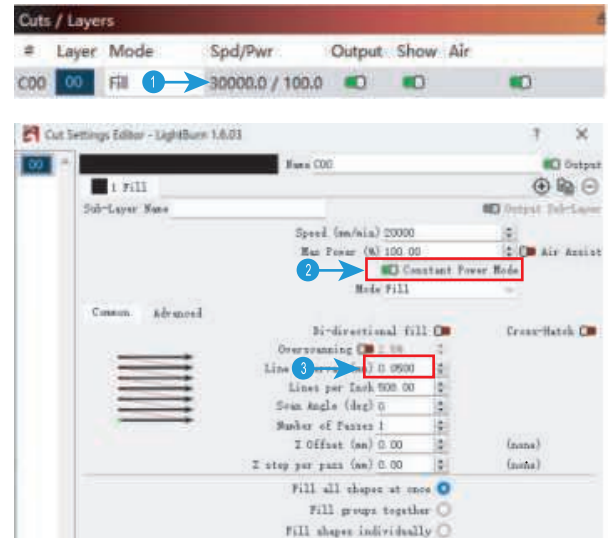 Cuts / Layers
# Layer Mode Spd/Pwr Output Show Air
C00 00 Fill 1 30000.0 / 100.0
Cut Settings Editor - LightBurn 1.6.03 ? ×
00 Name C00 Output
1 Fill
Sub-Layer Name Output Sub-Layer
Speed (mm/min) 20000
Max Power (%) 100.00 Air Assist
2 Constant Power Mode
Mode Fill
Common Advanced
Bi-directional fill Cross-Hatch
Overscanning
Line 3 (mm) 0.0500
Lines per Inch 508.00
Scan Angle (deg) 0
Number of Passes 1
Z Offset (mm) 0.00 (none)
Z step per pass (mm) 0.00 (none)
Fill all shapes at once
Fill groups together
Fill shapes individually